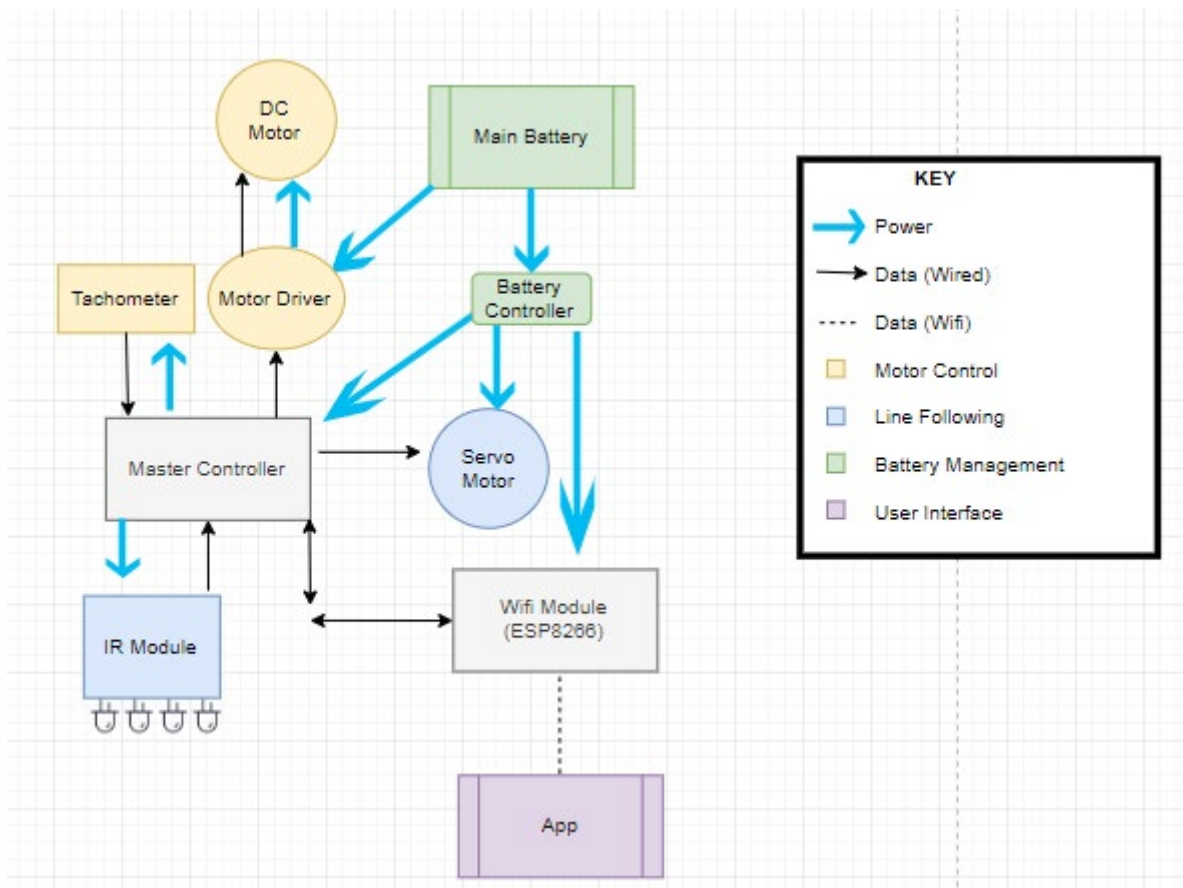 DC
Motor
Main Battery
Tachometer
Motor Driver
Battery
Controller
Master Controller
Servo
Motor
IR Module
Wifi Module
(ESP8266)
App
KEY
Power
Data (Wired)
Data (Wifi)
Motor Control
Line Following
Battery Management
User Interface